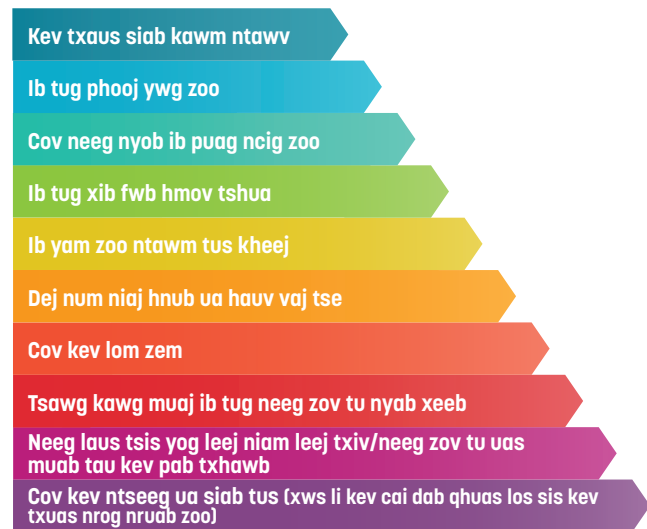 Kev txaus siab kawm ntawv
Ib tug phooj ywg zoo
Cov neeg nyob ib puag ncig zoo
Ib tug xib fwb hmov tshua
Ib yam zoo ntawm tus kheej
Dej num niaj hnub ua hauv vaj tse
Cov kev lom zem
Tsawg kawg muaj ib tug neeg zov tu nyab xeeb
Neeg laus tsis yog leej niam leej txiv/neeg zov tu uas
muab tau kev pab txhawb
Cov kev ntseeg ua siab tus (xws li kev cai dab qhuas los sis kev
txuas nrog nruab zoo)